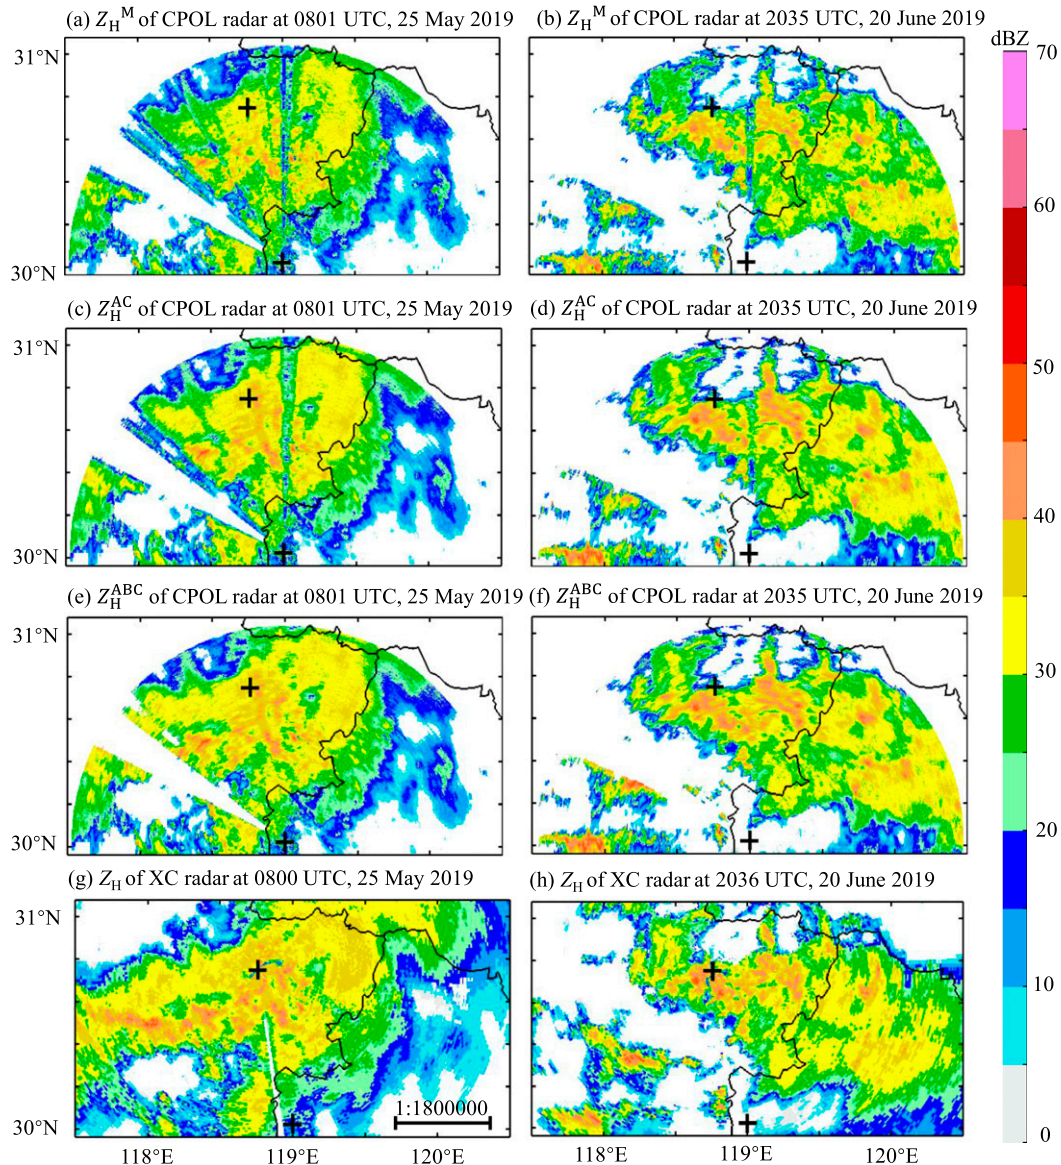 (a) Z_H^M of CPOL radar at 0801 UTC, 25 May 2019
(b) Z_H^M of CPOL radar at 2035 UTC, 20 June 2019
dBZ
31°N
30°N
(c) Z_H^AC of CPOL radar at 0801 UTC, 25 May 2019
(d) Z_H^AC of CPOL radar at 2035 UTC, 20 June 2019
31°N
30°N
(e) Z_H^ABC of CPOL radar at 0801 UTC, 25 May 2019
(f) Z_H^ABC of CPOL radar at 2035 UTC, 20 June 2019
31°N
30°N
(g) Z_H of XC radar at 0800 UTC, 25 May 2019
(h) Z_H of XC radar at 2036 UTC, 20 June 2019
31°N
30°N
1:1800000
118°E 119°E 120°E
118°E 119°E 120°E
70
60
50
40
30
20
10
0